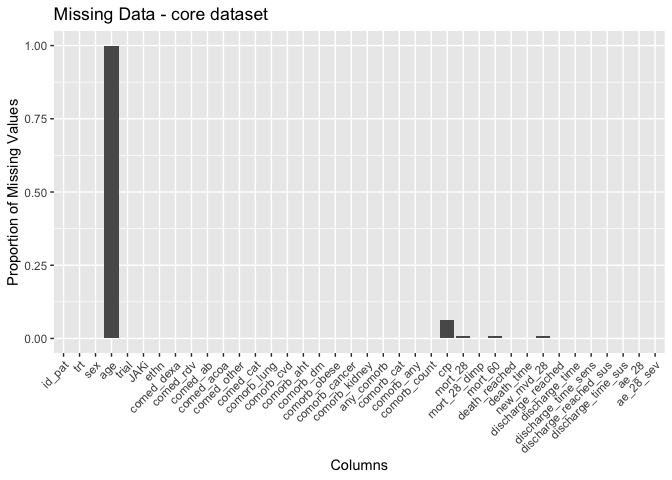 Missing Data - core dataset
1.00
0.75
0.50
0.25
0.00
Proportion of Missing Values
id_pat
trt
sex
age
trial
JAKi
ethn
comed_dexa
comed_rdv
comed_ab
comed_acoa
comed_other
comed_cat
comorb_lung
comorb_cvd
comorb_aht
comorb_dm
comorb_obese
comorb_cancer
comorb_kidney
any_comorb
comorb_cat
comorb_any
comorb_count
crp
mort_28
mort_28_dimp
mort_60
death_reached
death_time
new_mvd_28
discharge_reached
discharge_time
discharge_time_sens
discharge_reached_sus
discharge_time_sus
ae_28
ae_28_sev
Columns